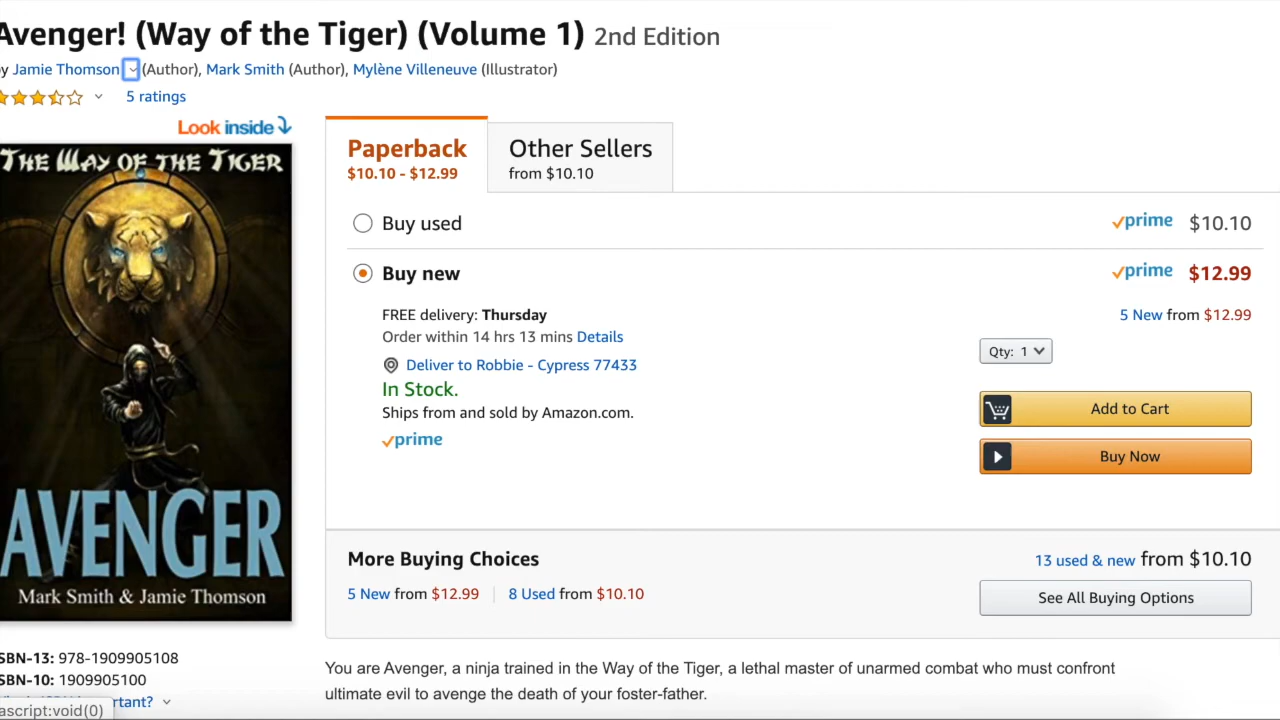 Avenger! (Way of the Tiger) (Volume 1) 2nd Edition
by Jamie Thomson (Author), Mark Smith (Author), Mylène Villeneuve (Illustrator)
5 ratings
Look inside
THE WAY OF THE TIGER
AVENGER
Mark Smith & Jamie Thomson
Paperback
$10.10 - $12.99
Other Sellers
from $10.10
Buy used prime $10.10
Buy new prime $12.99
FREE delivery: Thursday
5 New from $12.99
Order within 14 hrs 13 mins Details
Qty: 1
Deliver to Robbie - Cypress 77433
In Stock.
Ships from and sold by Amazon.com.
prime
Add to Cart
Buy Now
More Buying Choices
13 used & new from $10.10
5 New from $12.99 | 8 Used from $10.10
See All Buying Options
SBN-13: 978-1909905108
SBN-10: 1909905100
rtant?
ascript:void(0)
You are Avenger, a ninja trained in the Way of the Tiger, a lethal master of unarmed combat who must confront
ultimate evil to avenge the death of your foster-father.